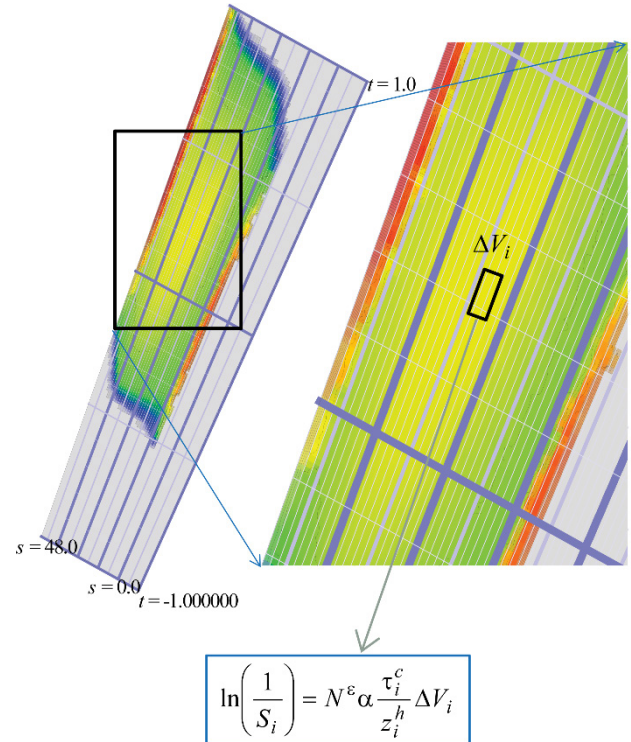 t = 1.0
ΔV_i
s = 48.0
s = 0.0
t = -1.000000
ln(1/S_i) = N^ε α τ_i^c/z_i^h ΔV_i